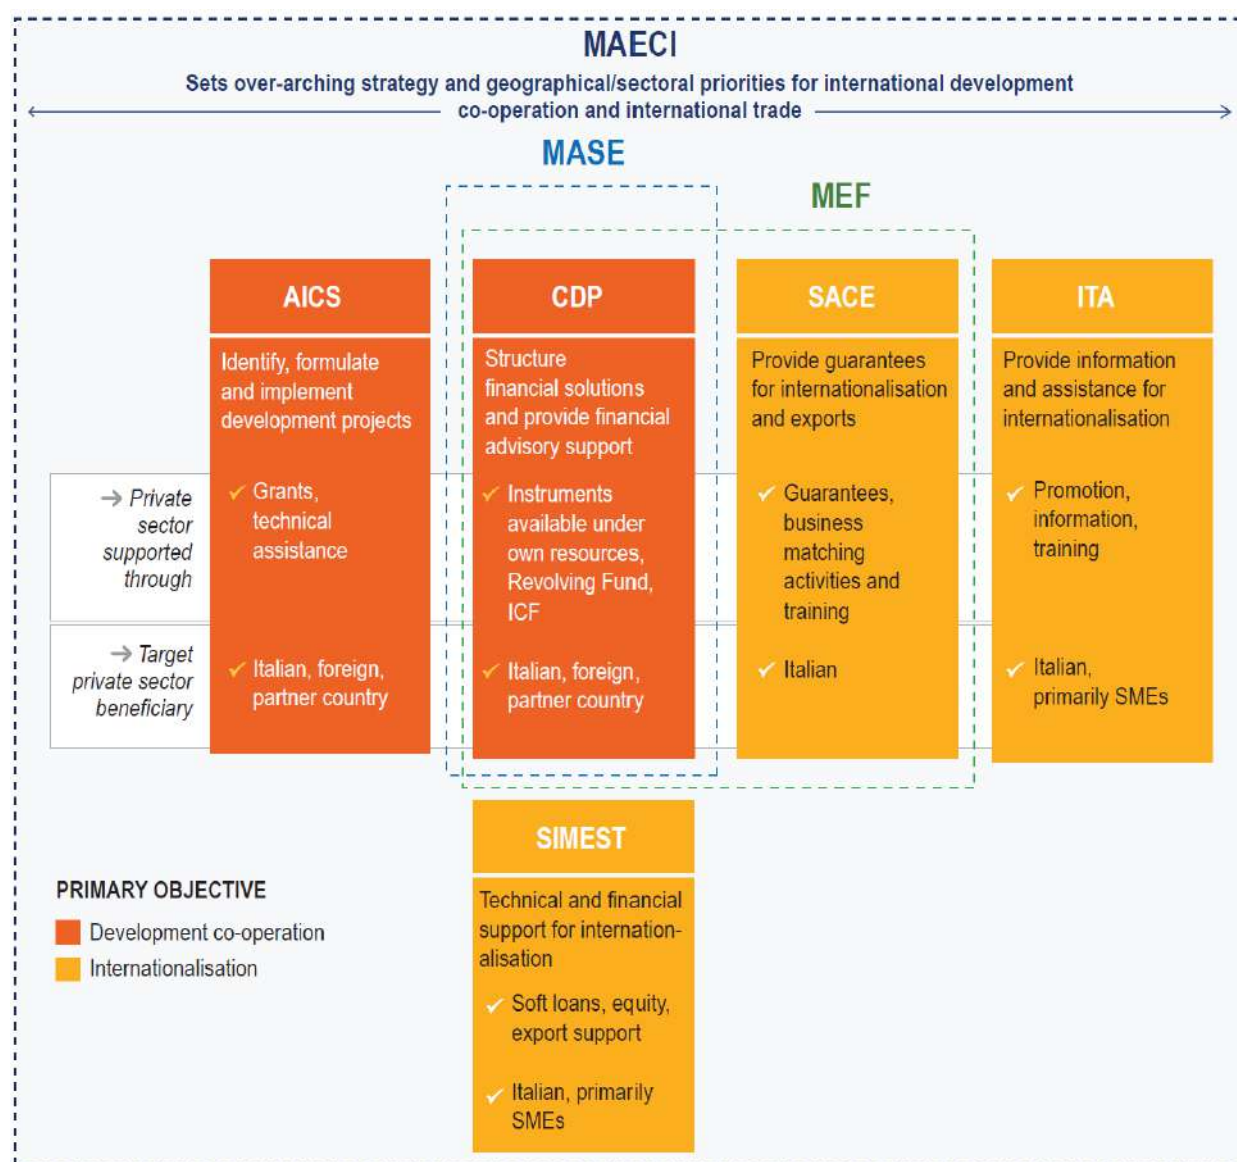 MAECI
Sets over-arching strategy and geographical/sectoral priorities for international development
co-operation and international trade
MASE
MEF
AICS
Identify, formulate
and implement
development projects
CDP
Structure
financial solutions
and provide financial
advisory support
SACE
Provide guarantees
for internationalisation
and exports
ITA
Provide information
and assistance for
internationalisation
→ Private
sector
supported
through
✓ Grants,
technical
assistance
✓ Instruments
available under
own resources,
Revolving Fund,
ICF
✓ Guarantees,
business
matching
activities and
training
✓ Promotion,
information,
training
→ Target
private sector
beneficiary
✓ Italian, foreign,
partner country
✓ Italian, foreign,
partner country
✓ Italian
✓ Italian,
primarily SMEs
SIMEST
Technical and financial
support for internation-
alisation
✓ Soft loans, equity,
export support
✓ Italian, primarily
SMEs
PRIMARY OBJECTIVE
Development co-operation
Internationalisation